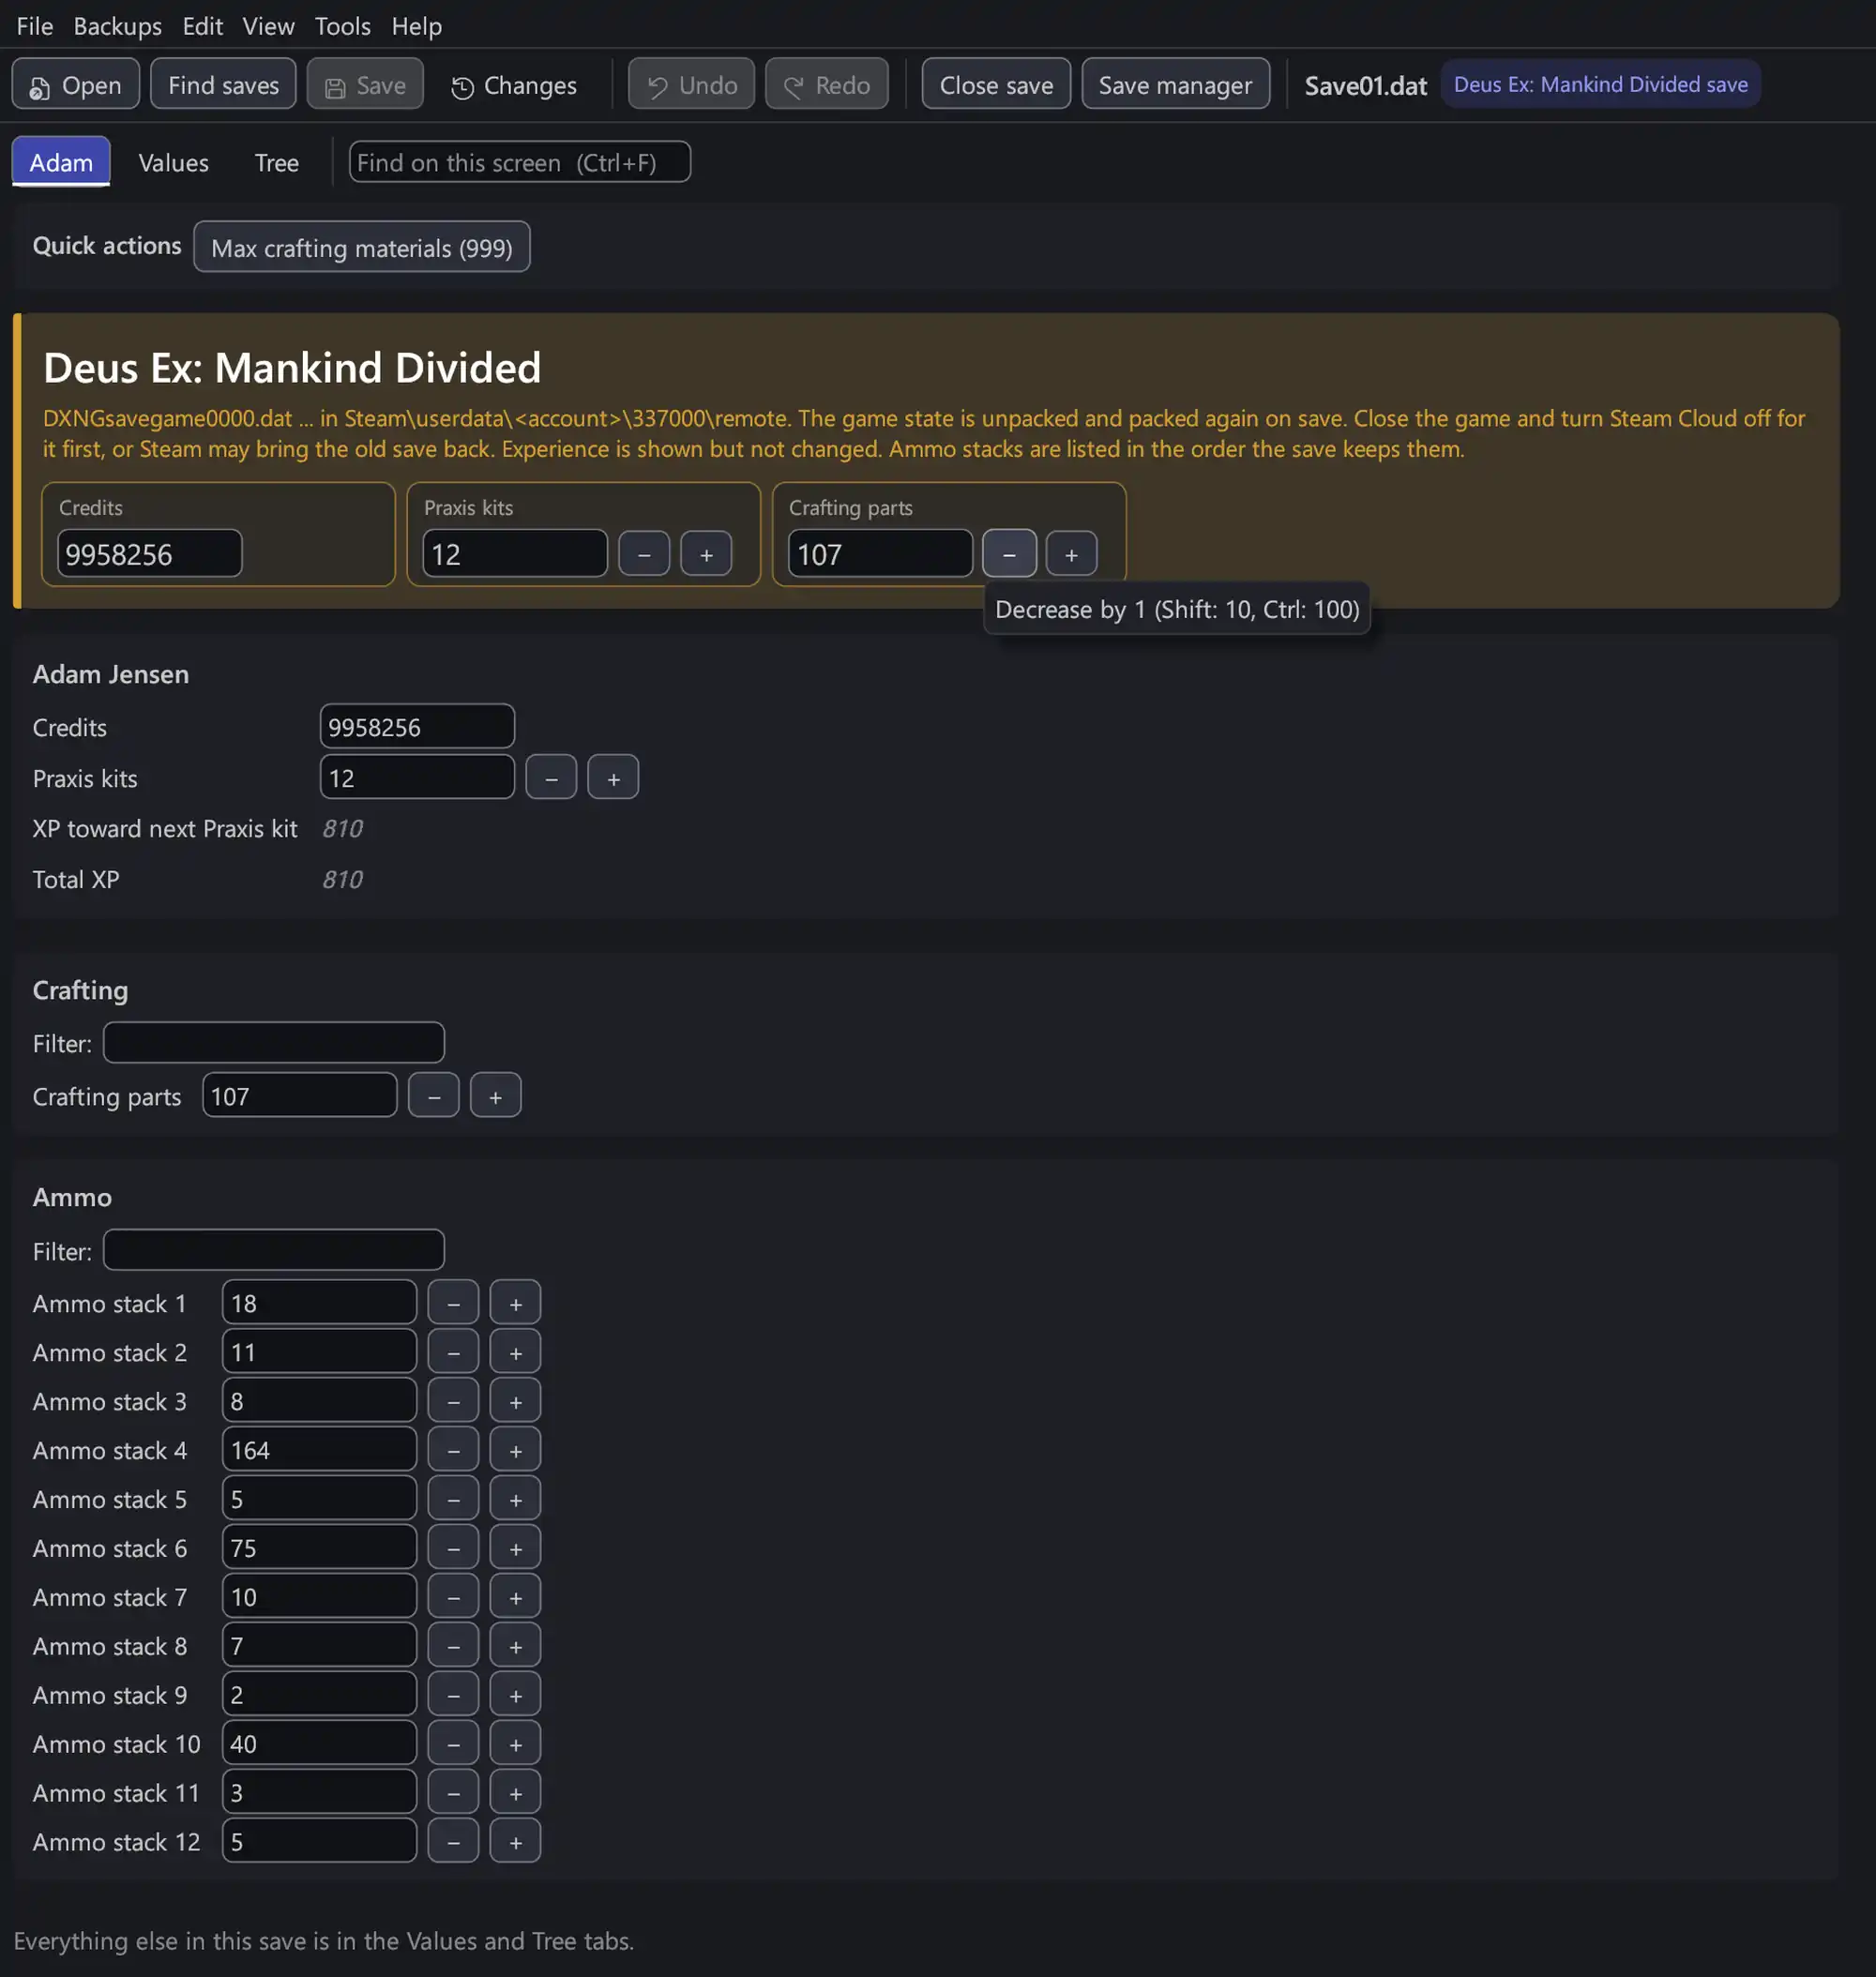 File Backups Edit View Tools Help
Open Find saves Save Changes Undo Redo Close save Save manager Save01.dat Deus Ex: Mankind Divided save
Adam Values Tree Find on this screen (Ctrl+F)
Quick actions Max crafting materials (999)
Deus Ex: Mankind Divided
DXNGsavegame0000.dat ... in Steam\userdata\<account>\337000\remote. The game state is unpacked and packed again on save. Close the game and turn Steam Cloud off for
it first, or Steam may bring the old save back. Experience is shown but not changed. Ammo stacks are listed in the order the save keeps them.
Credits Praxis kits Crafting parts
9958256 12 − + 107 − +
Decrease by 1 (Shift: 10, Ctrl: 100)
Adam Jensen
Credits 9958256
Praxis kits 12 − +
XP toward next Praxis kit 810
Total XP 810
Crafting
Filter:
Crafting parts 107 − +
Ammo
Filter:
Ammo stack 1 18 − +
Ammo stack 2 11 − +
Ammo stack 3 8 − +
Ammo stack 4 164 − +
Ammo stack 5 5 − +
Ammo stack 6 75 − +
Ammo stack 7 10 − +
Ammo stack 8 7 − +
Ammo stack 9 2 − +
Ammo stack 10 40 − +
Ammo stack 11 3 − +
Ammo stack 12 5 − +
Everything else in this save is in the Values and Tree tabs.